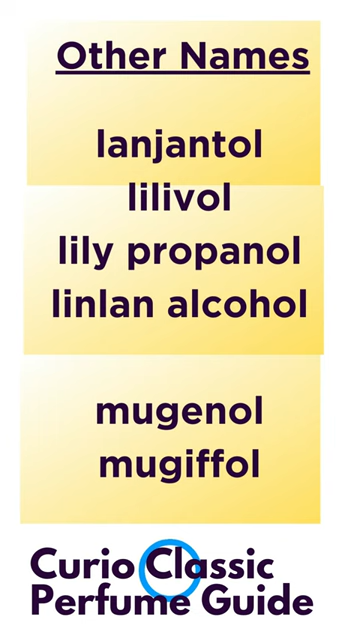 Other Names
lanjantol
lilivol
lily propanol
linlan alcohol
mugenol
mugiffol
Curio Classic
Perfume Guide